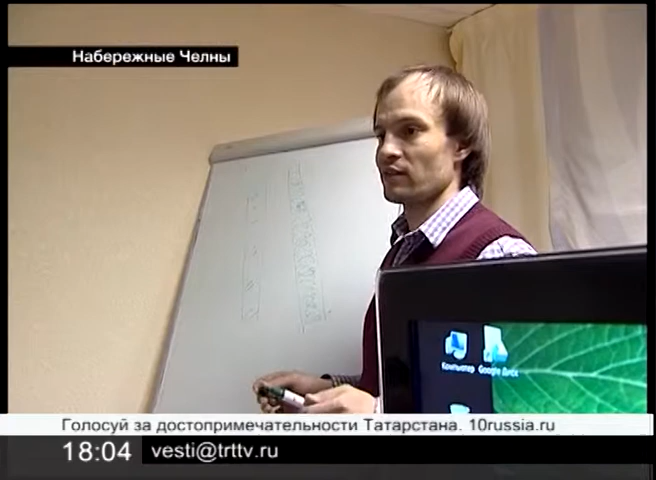 Набережные Челны
Компьютер
Google Диск
Голосуй за достопримечательности Татарстана. 10russia.ru
18:04
vesti@trttv.ru